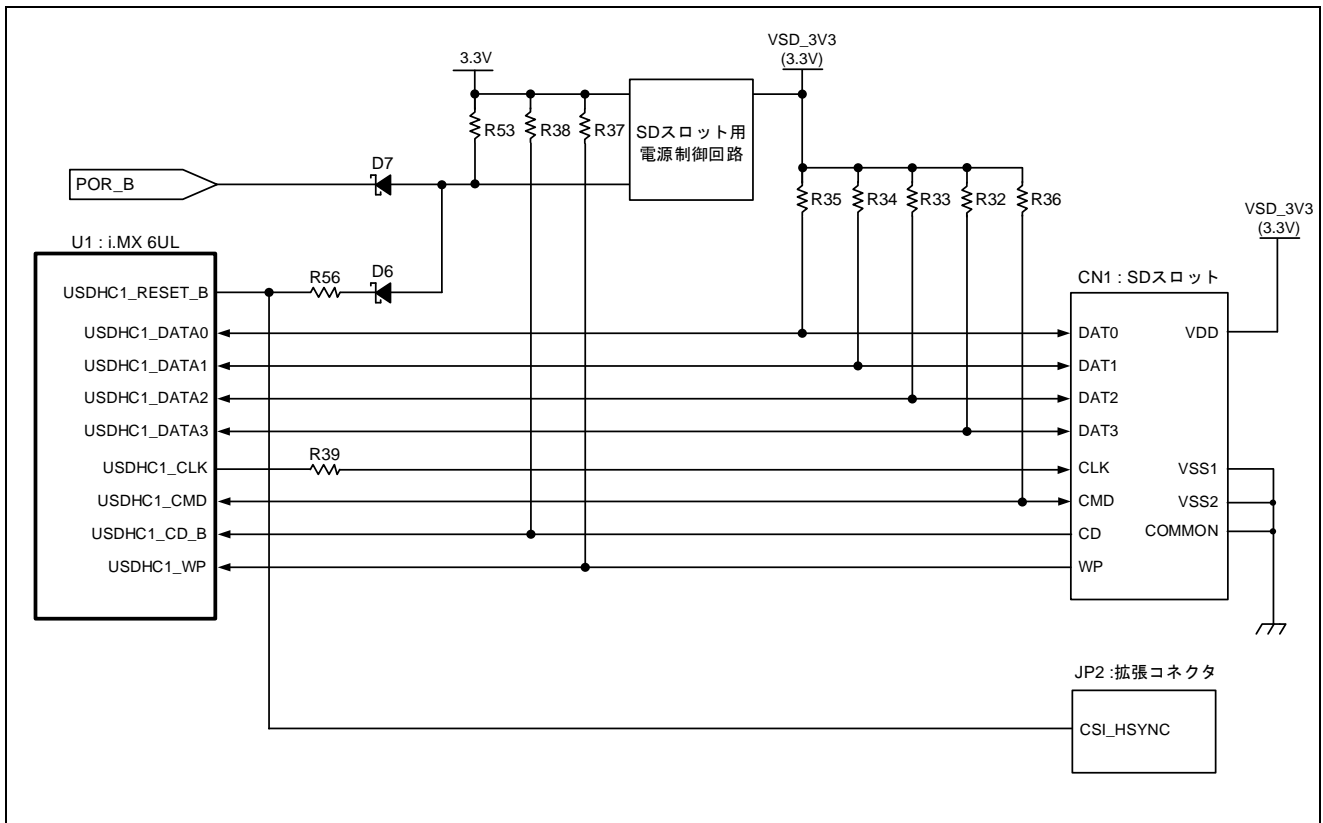 3.3V
VSD_3V3
(3.3V)
R53
R38
R37
SDスロット用
電源制御回路
POR_B
D7
R35
R34
R33
R32
R36
VSD_3V3
(3.3V)
U1 : i.MX 6UL
USDHC1_RESET_B
R56
D6
CN1 : SDスロット
USDHC1_DATA0
DAT0
VDD
USDHC1_DATA1
DAT1
USDHC1_DATA2
DAT2
USDHC1_DATA3
DAT3
USDHC1_CLK
R39
CLK
VSS1
USDHC1_CMD
CMD
VSS2
USDHC1_CD_B
CD
COMMON
USDHC1_WP
WP
JP2 :拡張コネクタ
CSI_HSYNC